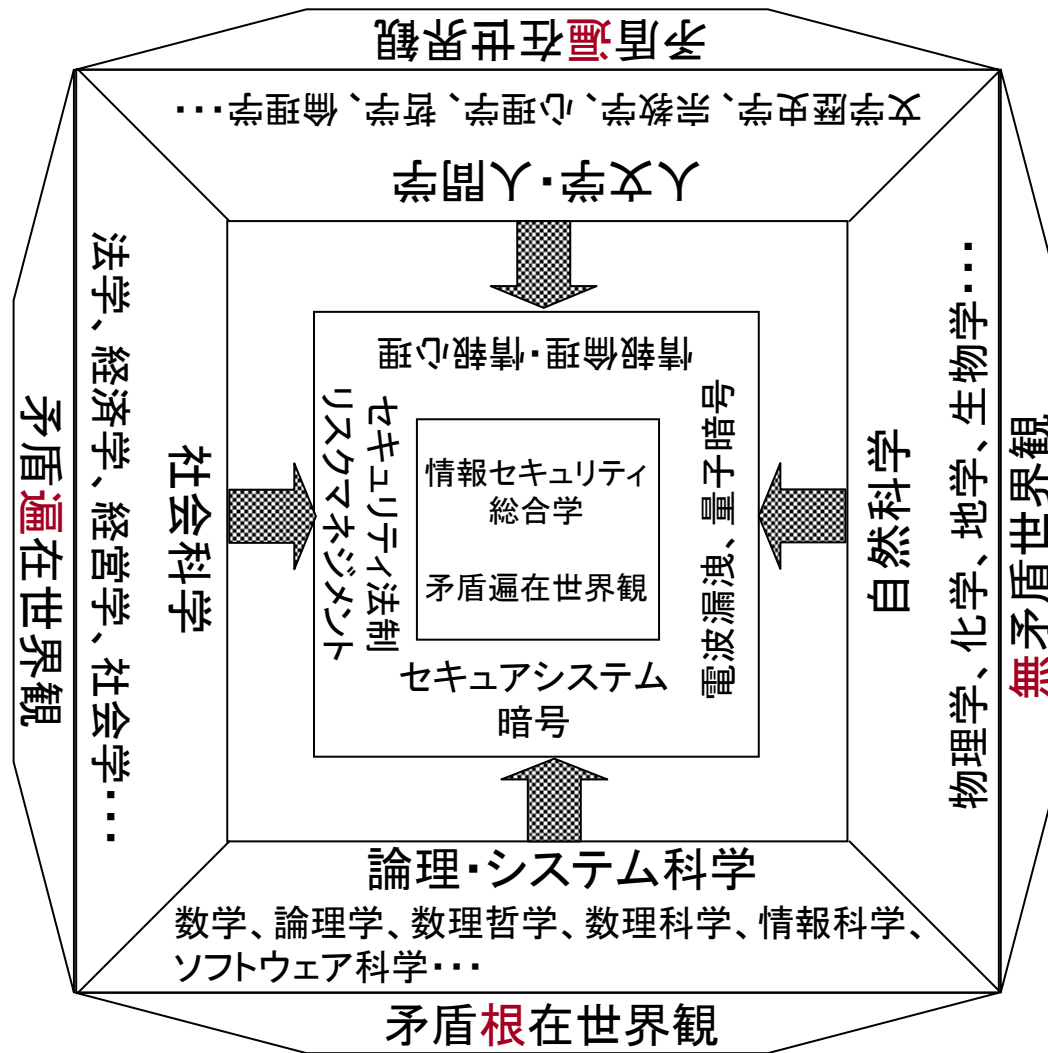 矛盾遍在世界観
文学歴史学、宗教学、心理学、哲学、倫理学・・・
人文学・人間学
情報倫理・情報心理
矛盾遍在世界観
法学、経済学、経営学、社会学・・・
社会科学
セキュリティ法制
リスクマネジメント
情報セキュリティ
総合学
矛盾遍在世界観
電波漏洩、量子暗号
自然科学
物理学、化学、地学、生物学・・・
無矛盾世界観
セキュアシステム
暗号
論理・システム科学
数学、論理学、数理哲学、数理科学、情報科学、
ソフトウェア科学・・・
矛盾根在世界観